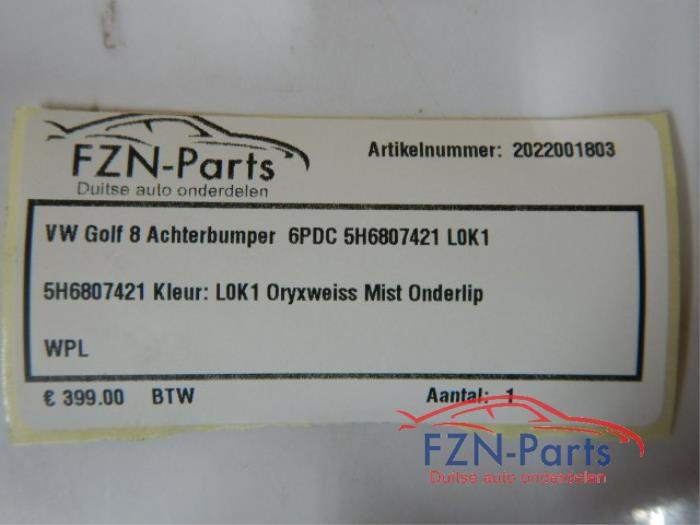 FZN-Parts
Duitse auto onderdelen
Artikelnummer: 2022001803
VW Golf 8 Achterbumper 6PDC 5H6807421 L0K1
5H6807421 Kleur: L0K1 Oryxweiss Mist Onderlip
WPL
€ 399.00 BTW Aantal: 1
FZN-Parts
Duitse auto onderdelen